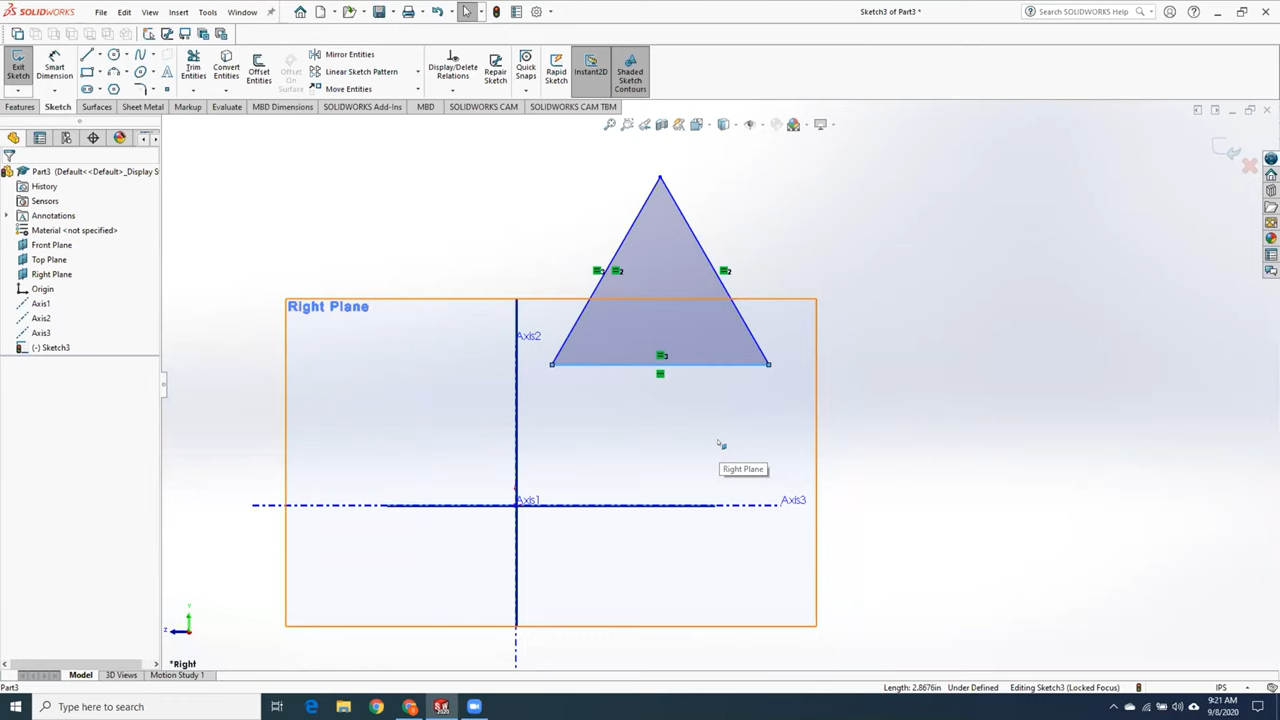 SOLIDWORKS File Edit View Insert Tools Window Sketch3 of Part3 * Search SOLIDWORKS Help
Exit Sketch Smart Dimension Trim Entities Convert Entities Offset Entities Offset On Surface Mirror Entities Linear Sketch Pattern Move Entities Display/Delete Relations Repair Sketch Quick Snaps Rapid Sketch Instant2D Shaded Sketch Contours
Features Sketch Surfaces Sheet Metal Markup Evaluate MBD Dimensions SOLIDWORKS Add-Ins MBD SOLIDWORKS CAM SOLIDWORKS CAM TBM
Part3 (Default<<Default>_Display S
History
Sensors
Annotations
Material <not specified>
Front Plane
Top Plane
Right Plane
Origin
Axis1
Axis2
Axis3
(-) Sketch3
3 2 2
Right Plane
Axis2
3
Right Plane
Axis1 Axis3
Y
Z
*Right
Model 3D Views Motion Study 1
Part3 Length: 2.8676in Under Defined Editing Sketch3 (Locked Focus) IPS
Type here to search
9:21 AM
9/8/2020